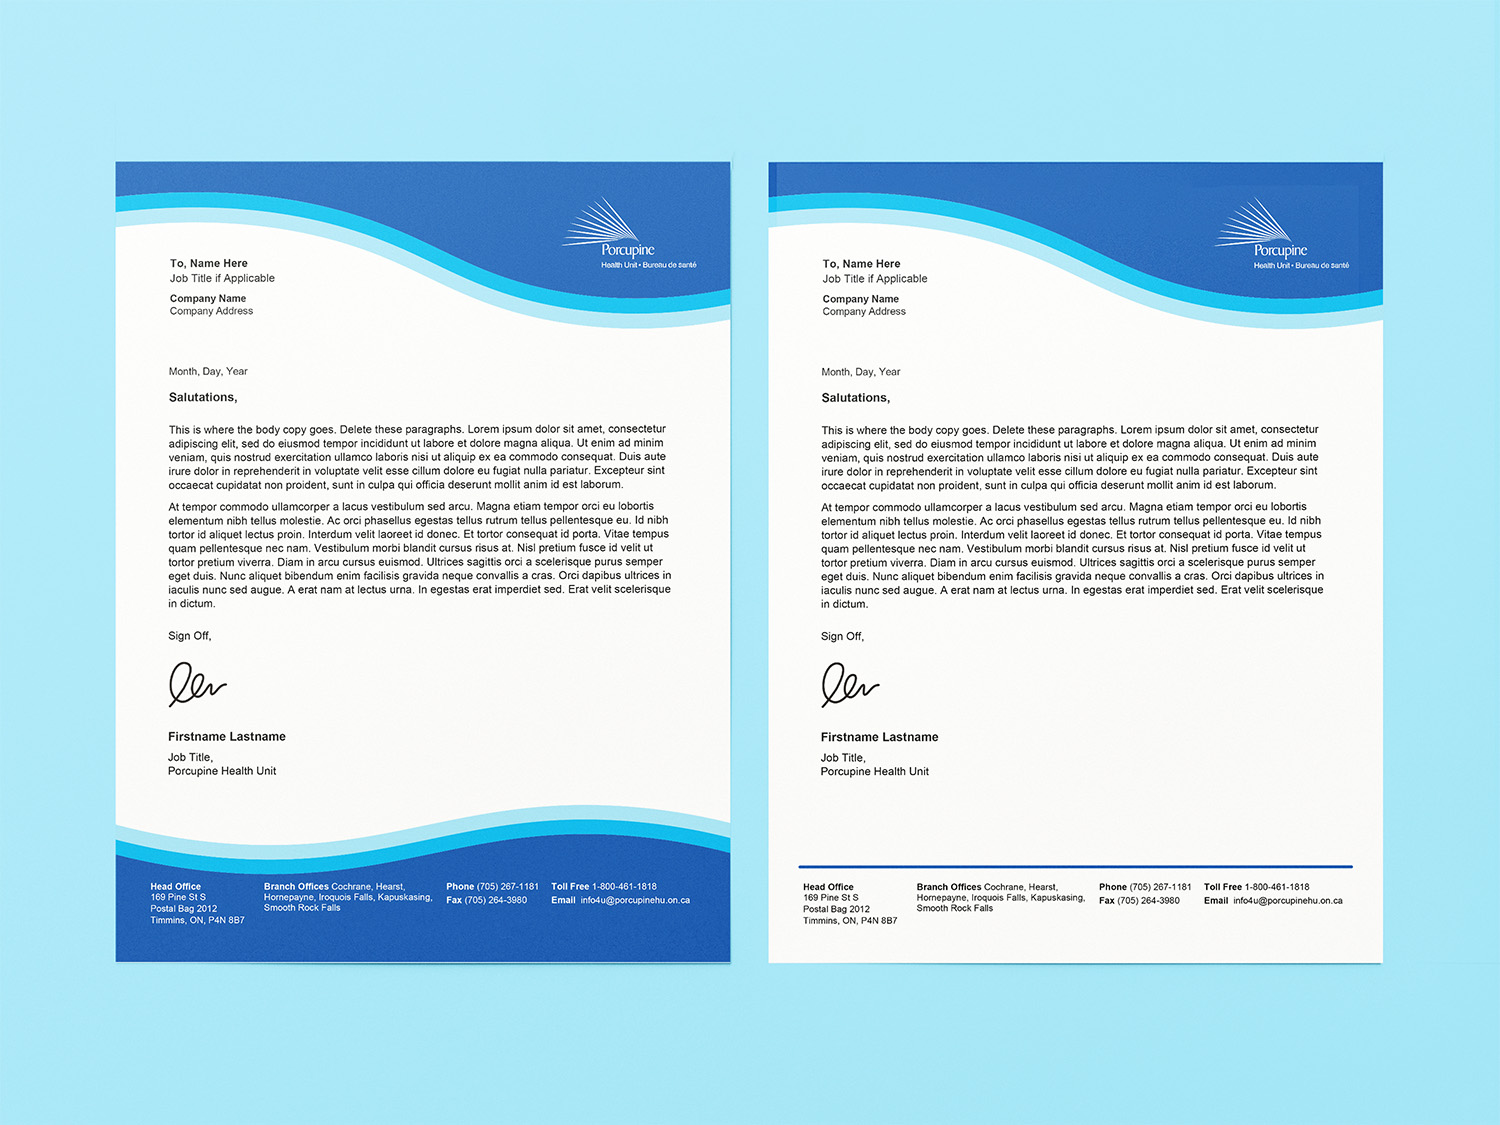 Porcupine
Health Unit • Bureau de santé
To, Name Here
Job Title if Applicable
Company Name
Company Address
Month, Day, Year
Salutations,
This is where the body copy goes. Delete these paragraphs. Lorem ipsum dolor sit amet, consectetur
adipiscing elit, sed do eiusmod tempor incididunt ut labore et dolore magna aliqua. Ut enim ad minim
veniam, quis nostrud exercitation ullamco laboris nisi ut aliquip ex ea commodo consequat. Duis aute
irure dolor in reprehenderit in voluptate velit esse cillum dolore eu fugiat nulla pariatur. Excepteur sint
occaecat cupidatat non proident, sunt in culpa qui officia deserunt mollit anim id est laborum.
At tempor commodo ullamcorper a lacus vestibulum sed arcu. Magna etiam tempor orci eu lobortis
elementum nibh tellus molestie. Ac orci phasellus egestas tellus rutrum tellus pellentesque eu. Id nibh
tortor id aliquet lectus proin. Interdum velit laoreet id donec. Et tortor consequat id porta. Vitae tempus
quam pellentesque nec nam. Vestibulum morbi blandit cursus risus at. Nisl pretium fusce id velit ut
tortor pretium viverra. Diam in arcu cursus euismod. Ultrices sagittis orci a scelerisque purus semper
eget duis. Nunc aliquet bibendum enim facilisis gravida neque convallis a cras. Orci dapibus ultrices in
iaculis nunc sed augue. A erat nam at lectus urna. In egestas erat imperdiet sed. Erat velit scelerisque
in dictum.
Sign Off,
Firstname Lastname
Job Title,
Porcupine Health Unit
Head Office
169 Pine St S
Postal Bag 2012
Timmins, ON, P4N 8B7
Branch Offices Cochrane, Hearst,
Hornepayne, Iroquois Falls, Kapuskasing,
Smooth Rock Falls
Phone (705) 267-1181
Fax (705) 264-3980
Toll Free 1-800-461-1818
Email info4u@porcupinehu.on.ca
Porcupine
Health Unit • Bureau de santé
To, Name Here
Job Title if Applicable
Company Name
Company Address
Month, Day, Year
Salutations,
This is where the body copy goes. Delete these paragraphs. Lorem ipsum dolor sit amet, consectetur
adipiscing elit, sed do eiusmod tempor incididunt ut labore et dolore magna aliqua. Ut enim ad minim
veniam, quis nostrud exercitation ullamco laboris nisi ut aliquip ex ea commodo consequat. Duis aute
irure dolor in reprehenderit in voluptate velit esse cillum dolore eu fugiat nulla pariatur. Excepteur sint
occaecat cupidatat non proident, sunt in culpa qui officia deserunt mollit anim id est laborum.
At tempor commodo ullamcorper a lacus vestibulum sed arcu. Magna etiam tempor orci eu lobortis
elementum nibh tellus molestie. Ac orci phasellus egestas tellus rutrum tellus pellentesque eu. Id nibh
tortor id aliquet lectus proin. Interdum velit laoreet id donec. Et tortor consequat id porta. Vitae tempus
quam pellentesque nec nam. Vestibulum morbi blandit cursus risus at. Nisl pretium fusce id velit ut
tortor pretium viverra. Diam in arcu cursus euismod. Ultrices sagittis orci a scelerisque purus semper
eget duis. Nunc aliquet bibendum enim facilisis gravida neque convallis a cras. Orci dapibus ultrices in
iaculis nunc sed augue. A erat nam at lectus urna. In egestas erat imperdiet sed. Erat velit scelerisque
in dictum.
Sign Off,
Firstname Lastname
Job Title,
Porcupine Health Unit
Head Office
169 Pine St S
Postal Bag 2012
Timmins, ON, P4N 8B7
Branch Offices Cochrane, Hearst,
Hornepayne, Iroquois Falls, Kapuskasing,
Smooth Rock Falls
Phone (705) 267-1181
Fax (705) 264-3980
Toll Free 1-800-461-1818
Email info4u@porcupinehu.on.ca